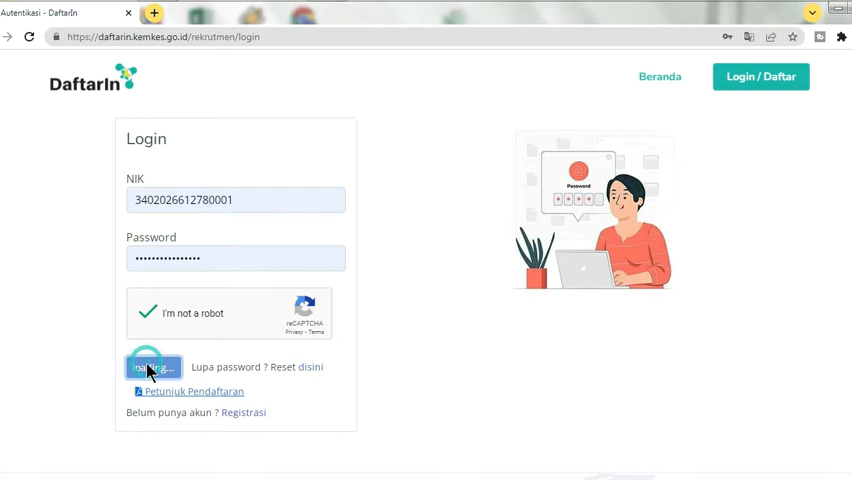 Autentikasi - DaftarIn
https://daftarin.kemkes.go.id/rekrutmen/login
DaftarIn
Beranda
Login / Daftar
Login
NIK
3402026612780001
Password
••••••••••••••••
I'm not a robot
reCAPTCHA
Privacy - Terms
Password
loading... Lupa password ? Reset disini
Petunjuk Pendaftaran
Belum punya akun ? Registrasi